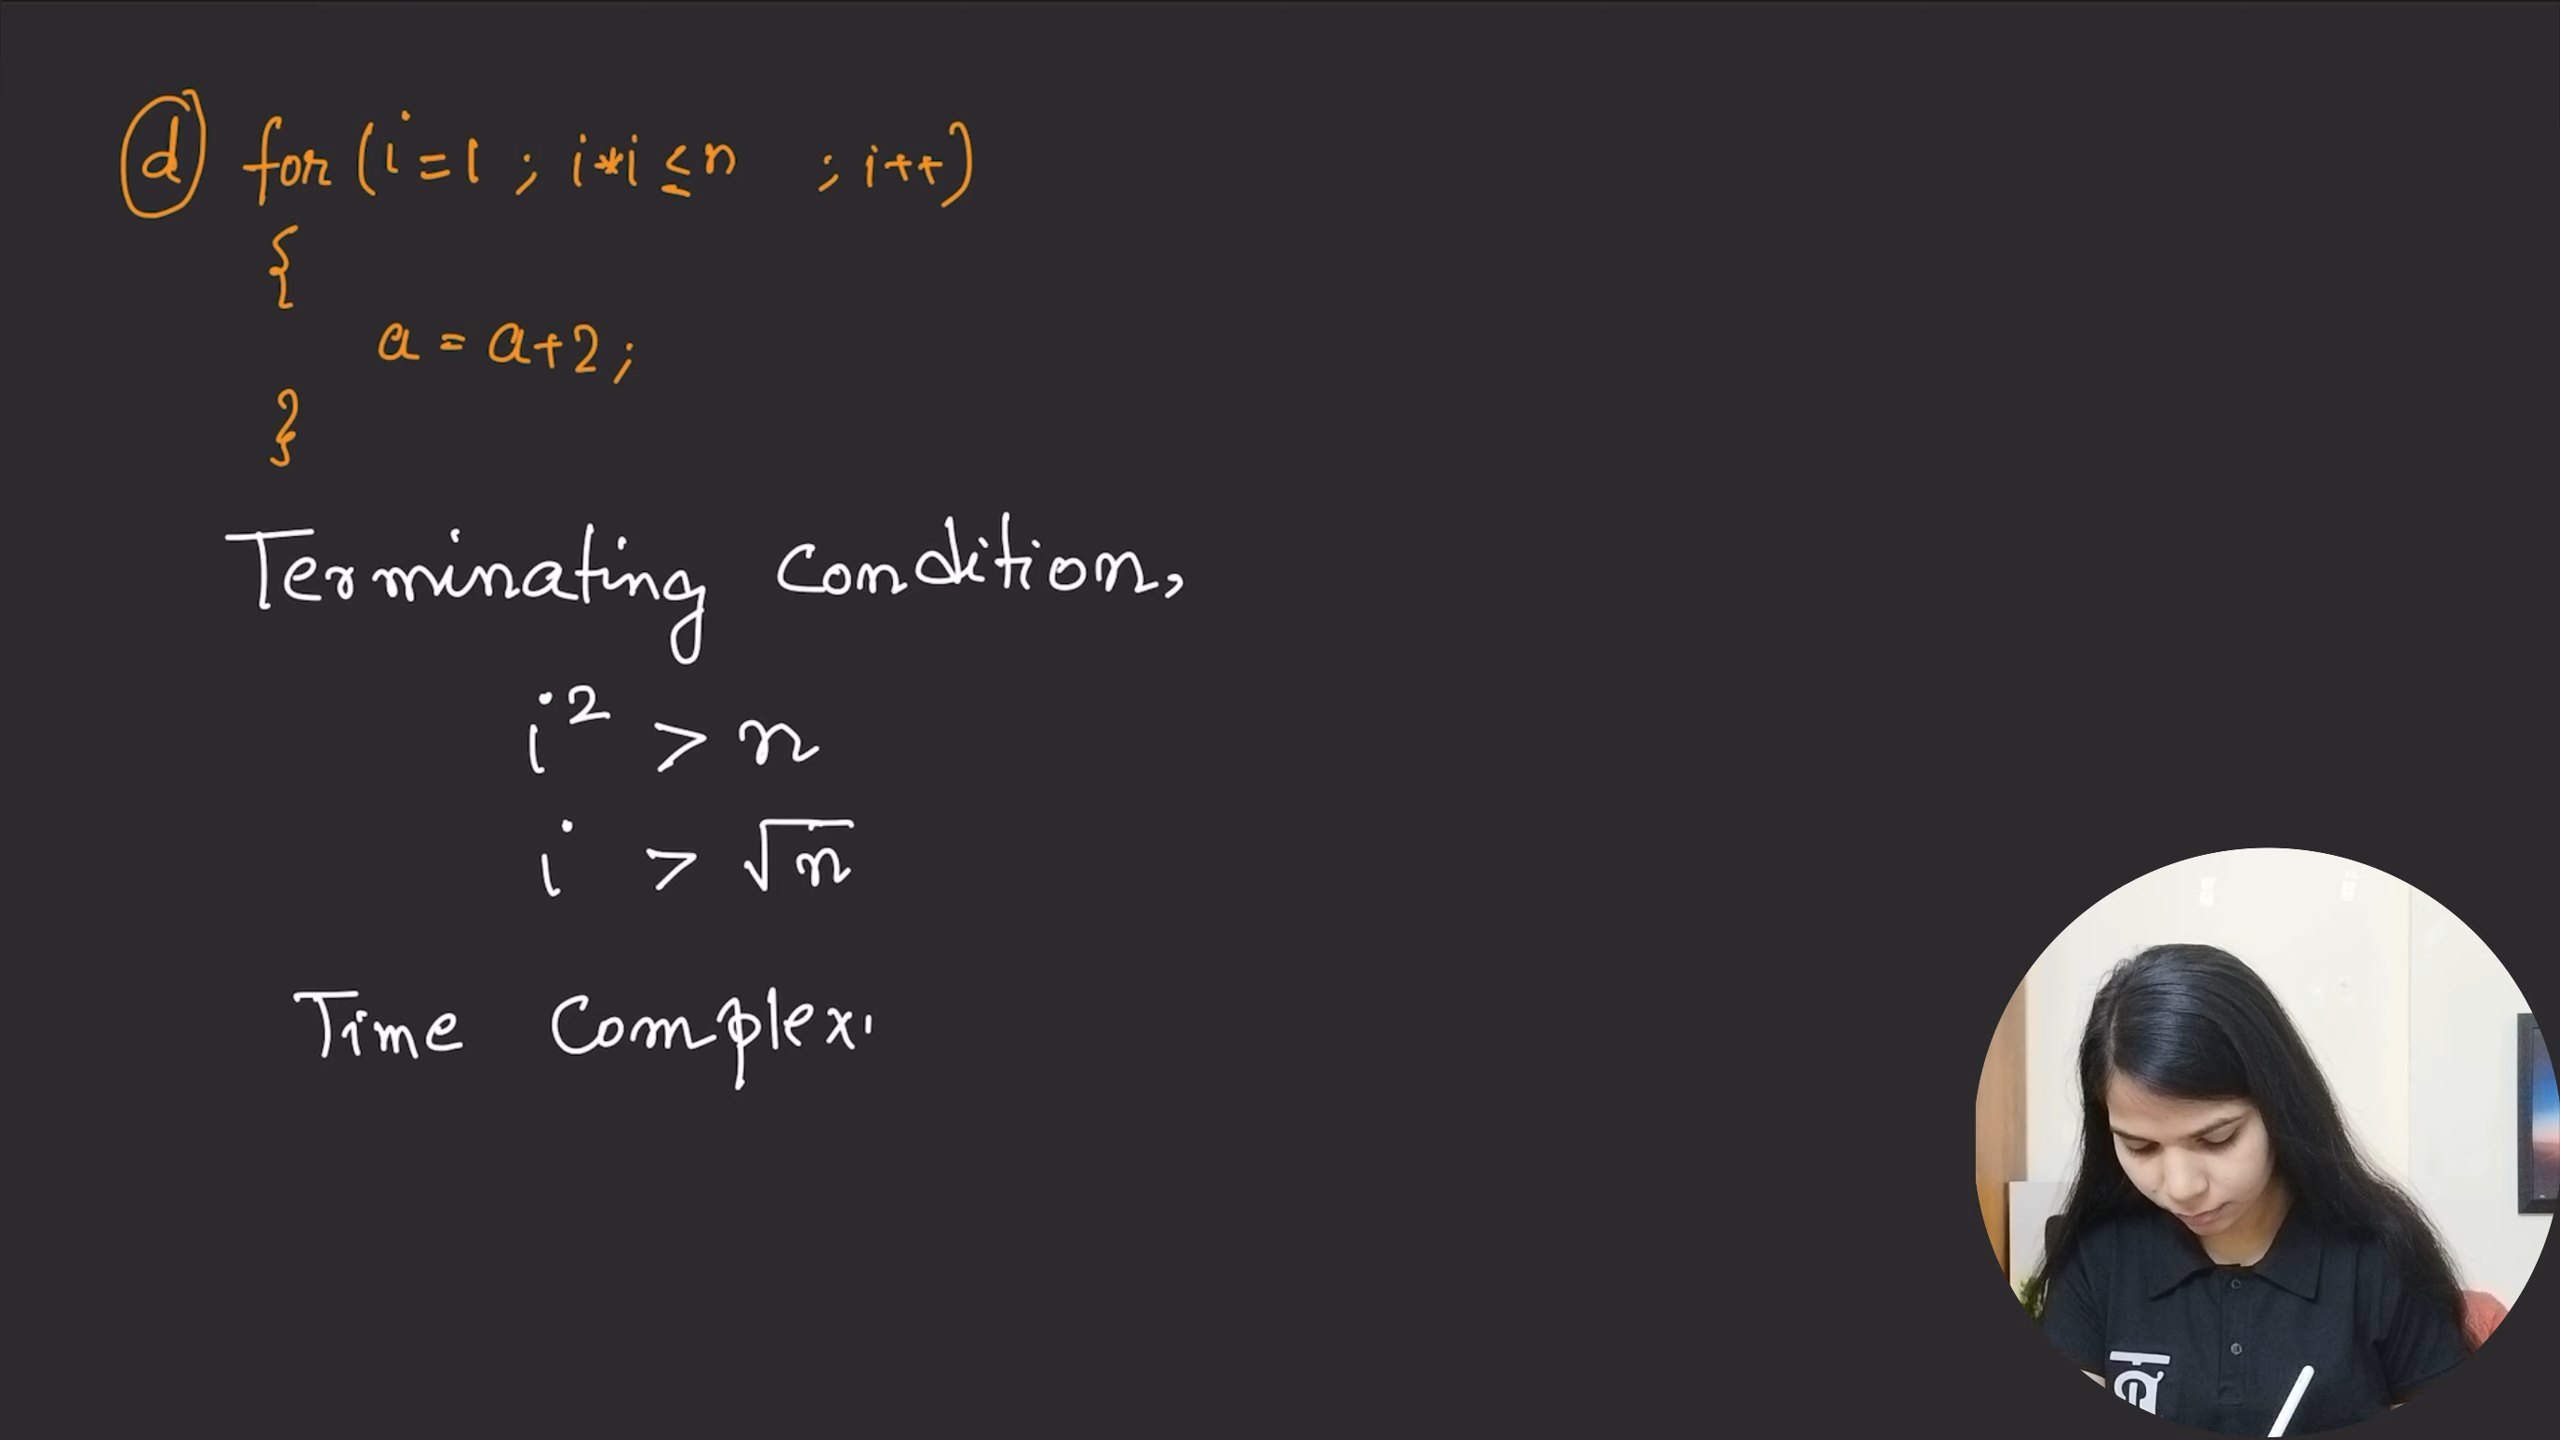 d for (i=1 ; i*i ≤ n ; i++)
{
a = a+2;
}
Terminating condition,
i² > n
i > √n
Time Complexi